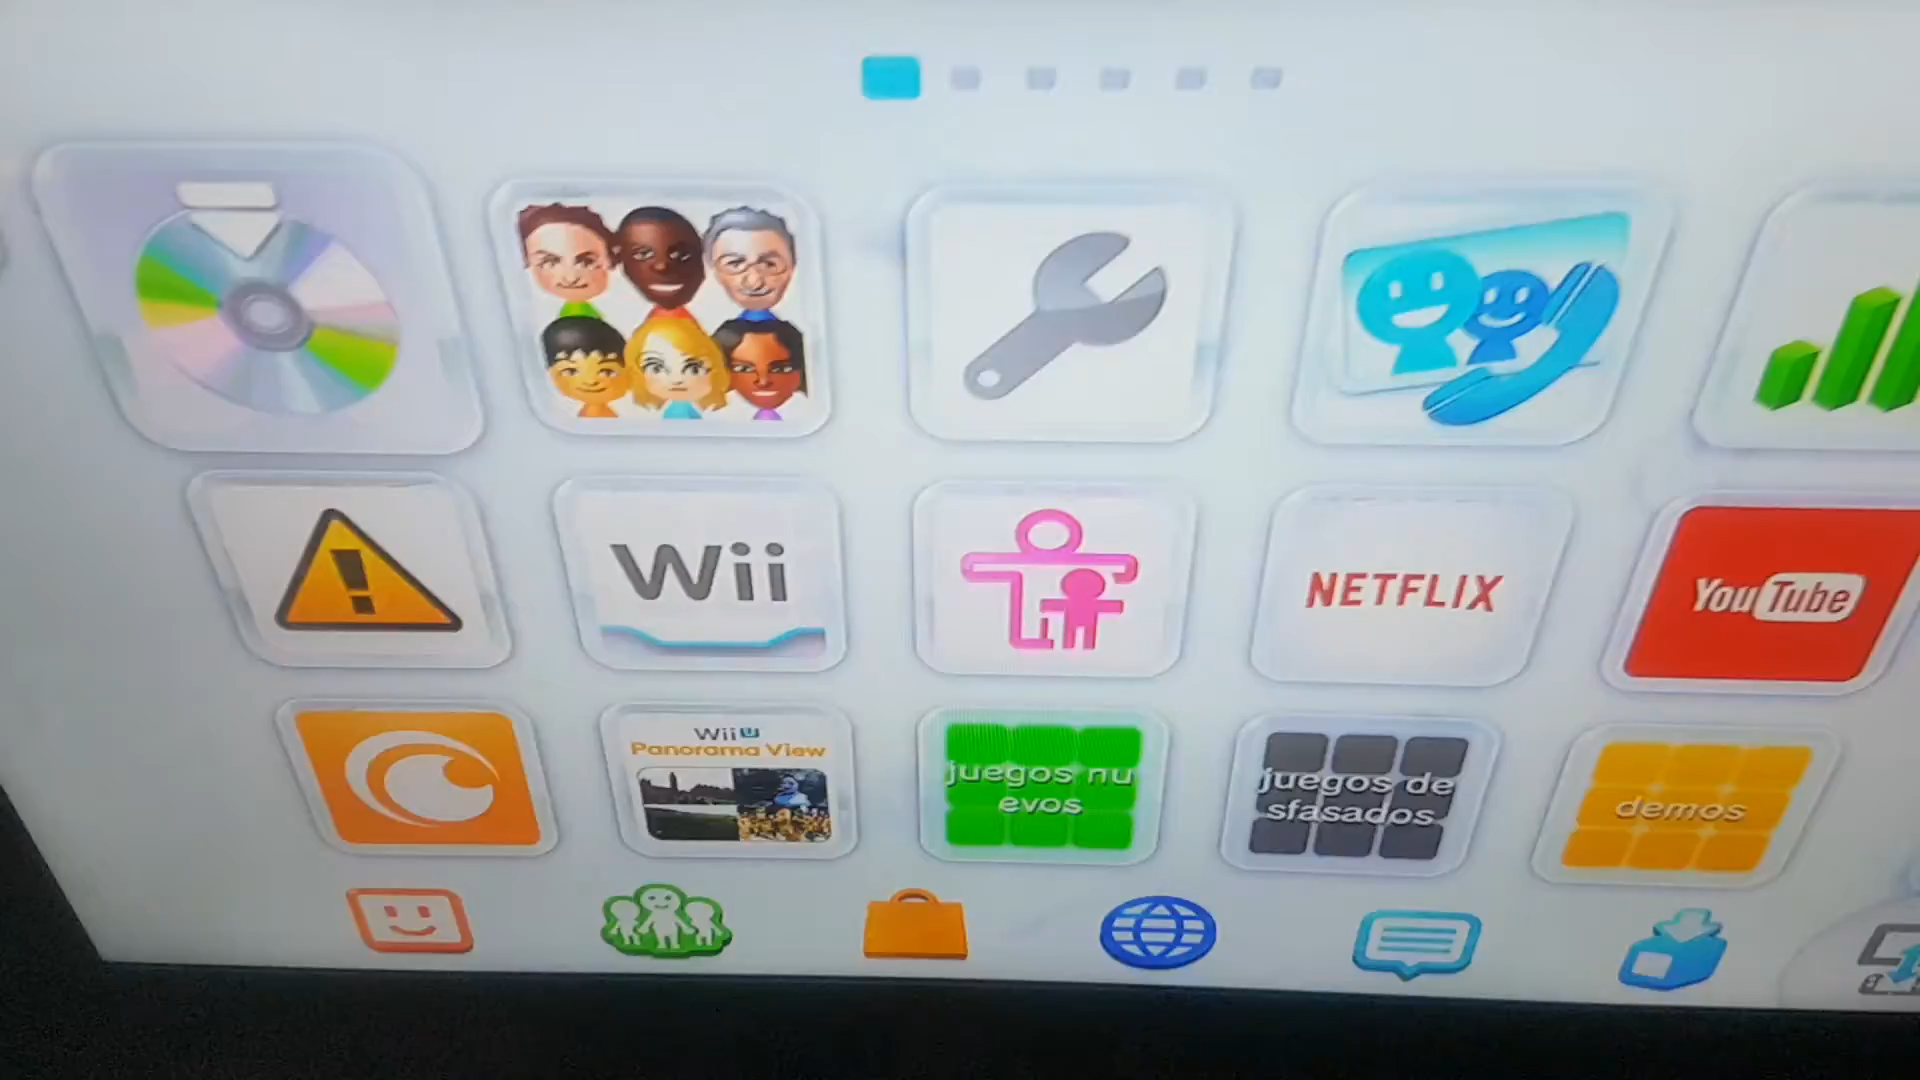 Wii
NETFLIX
YouTube
Wii U
Panorama View
juegos nu
evos
juegos de
sfasados
demos